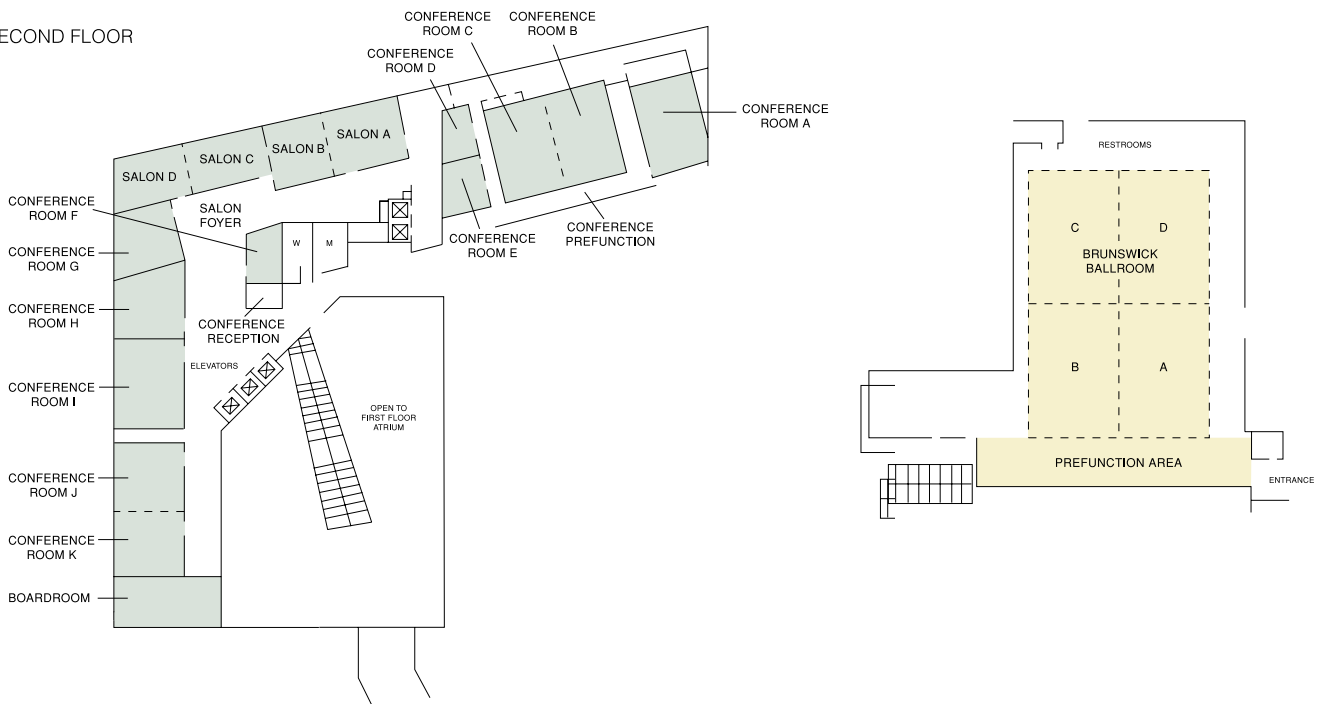 ECOND FLOOR
CONFERENCE
ROOM C
CONFERENCE
ROOM B
CONFERENCE
ROOM D
CONFERENCE
ROOM A
SALON A
SALON B
SALON C
SALON D
CONFERENCE
ROOM F
SALON
FOYER
CONFERENCE
PREFUNCTION
CONFERENCE
ROOM E
W
M
CONFERENCE
ROOM G
CONFERENCE
ROOM H
CONFERENCE
RECEPTION
ELEVATORS
CONFERENCE
ROOM I
OPEN TO
FIRST FLOOR
ATRIUM
CONFERENCE
ROOM J
CONFERENCE
ROOM K
BOARDROOM
RESTROOMS
C
D
BRUNSWICK
BALLROOM
B
A
PREFUNCTION AREA
ENTRANCE